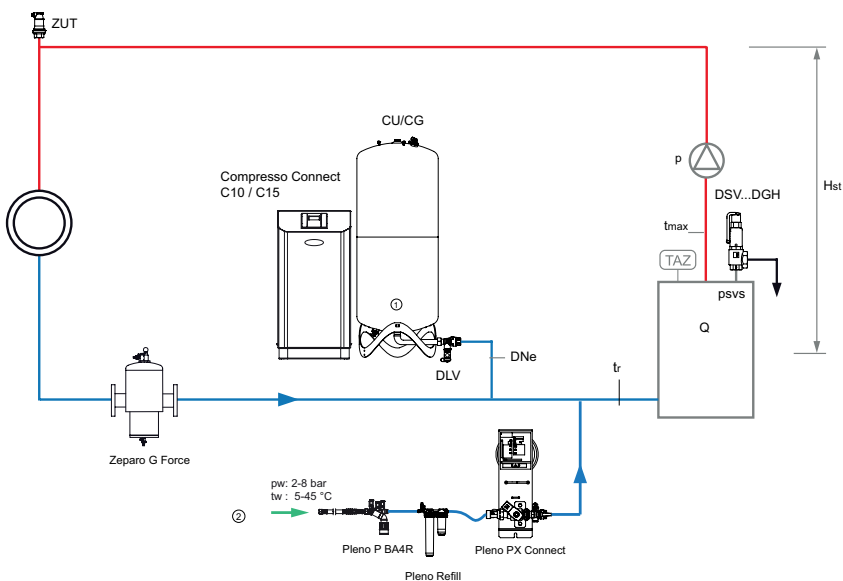 ZUT
CU/CG
Compresso Connect
C10 / C15
p
Hst
DSV...DGH
tmax
TAZ
psvs
Q
1
DNe
DLV
tr
Zeparo G Force
pw: 2-8 bar
tw : 5-45 °C
2
Pleno P BA4R
Pleno PX Connect
Pleno Refill